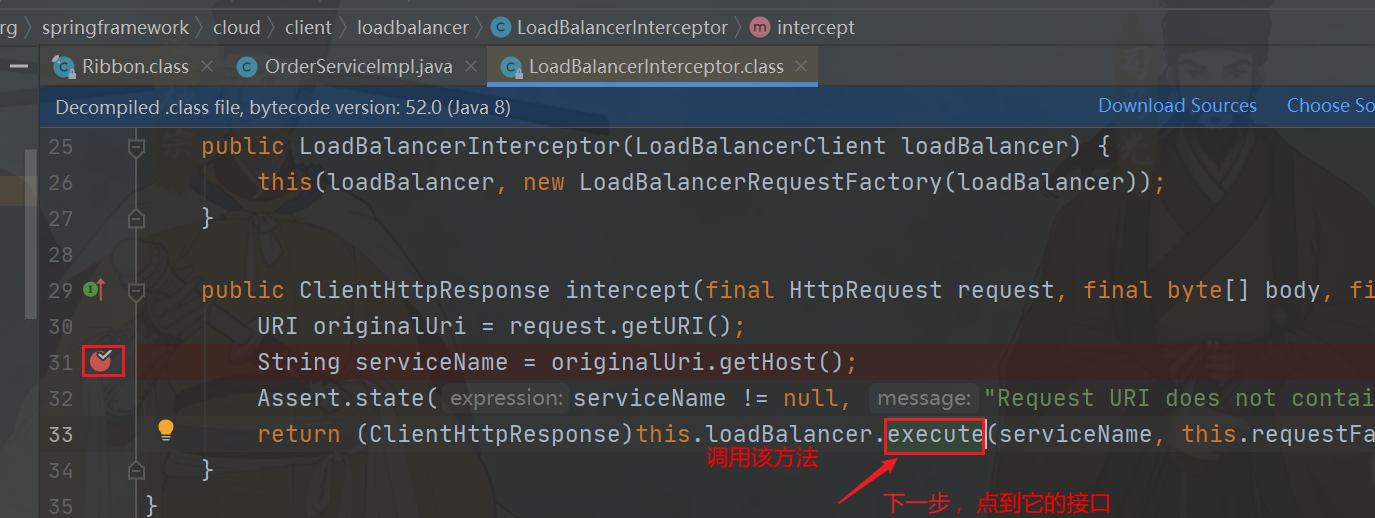 rg springframework cloud client loadbalancer LoadBalancerInterceptor intercept
Ribbon.class OrderServiceImpl.java LoadBalancerInterceptor.class
Decompiled .class file, bytecode version: 52.0 (Java 8) Download Sources Choose So
25 public LoadBalancerInterceptor(LoadBalancerClient loadBalancer) {
26 this(loadBalancer, new LoadBalancerRequestFactory(loadBalancer));
27 }
28
29 public ClientHttpResponse intercept(final HttpRequest request, final byte[] body, fi
30 URI originalUri = request.getURI();
31 String serviceName = originalUri.getHost();
32 Assert.state( expression: serviceName != null, message: "Request URI does not contai
33 return (ClientHttpResponse)this.loadBalancer.execute(serviceName, this.requestFa
调用该方法
34 }
下一步，点到它的接口
35 }